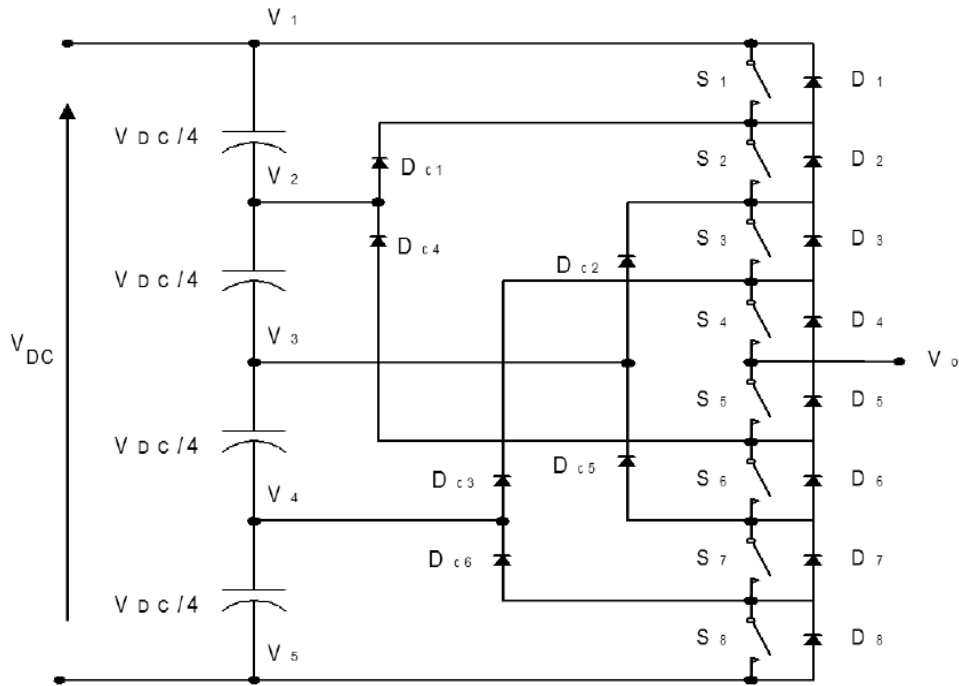 V 1
S 1 D 1
V DC/4
D c1 S 2 D 2
V 2
D c4 S 3 D 3
D c2
V DC/4
S 4 D 4
V 3
V DC
V o
S 5 D 5
V DC/4
D c5
D c3 S 6 D 6
V 4
D c6 S 7 D 7
V DC/4
S 8 D 8
V 5